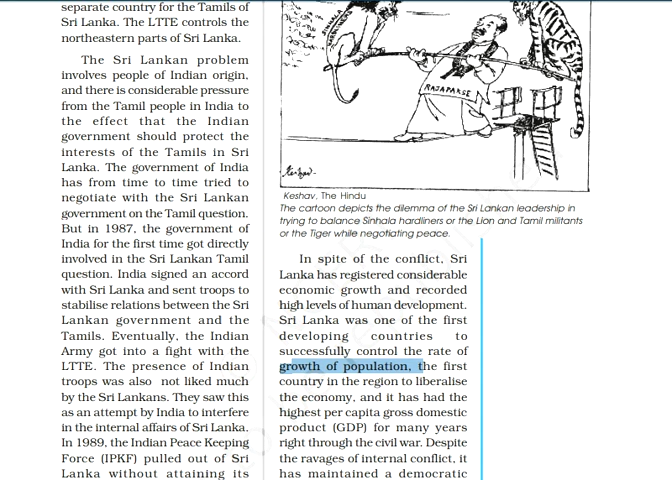 separate country for the Tamils of
Sri Lanka. The LTTE controls the
northeastern parts of Sri Lanka.
The Sri Lankan problem
involves people of Indian origin,
and there is considerable pressure
from the Tamil people in India to
the effect that the Indian
government should protect the
interests of the Tamils in Sri
Lanka. The government of India
has from time to time tried to
negotiate with the Sri Lankan
government on the Tamil question.
But in 1987, the government of
India for the first time got directly
involved in the Sri Lankan Tamil
question. India signed an accord
with Sri Lanka and sent troops to
stabilise relations between the Sri
Lankan government and the
Tamils. Eventually, the Indian
Army got into a fight with the
LTTE. The presence of Indian
troops was also not liked much
by the Sri Lankans. They saw this
as an attempt by India to interfere
in the internal affairs of Sri Lanka.
In 1989, the Indian Peace Keeping
Force (IPKF) pulled out of Sri
Lanka without attaining its
RAJAPAKSE
Keshav
Keshav, The Hindu
The cartoon depicts the dilemma of the Sri Lankan leadership in
trying to balance Sinhala hardliners or the Lion and Tamil militants
or the Tiger while negotiating peace.
In spite of the conflict, Sri
Lanka has registered considerable
economic growth and recorded
high levels of human development.
Sri Lanka was one of the first
developing countries to
successfully control the rate of
growth of population, the first
country in the region to liberalise
the economy, and it has had the
highest per capita gross domestic
product (GDP) for many years
right through the civil war. Despite
the ravages of internal conflict, it
has maintained a democratic